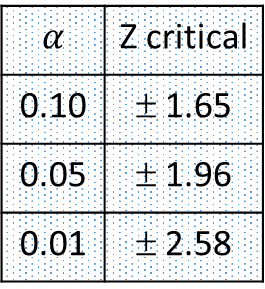 α Z critical
0.10 ± 1.65
0.05 ± 1.96
0.01 ± 2.58